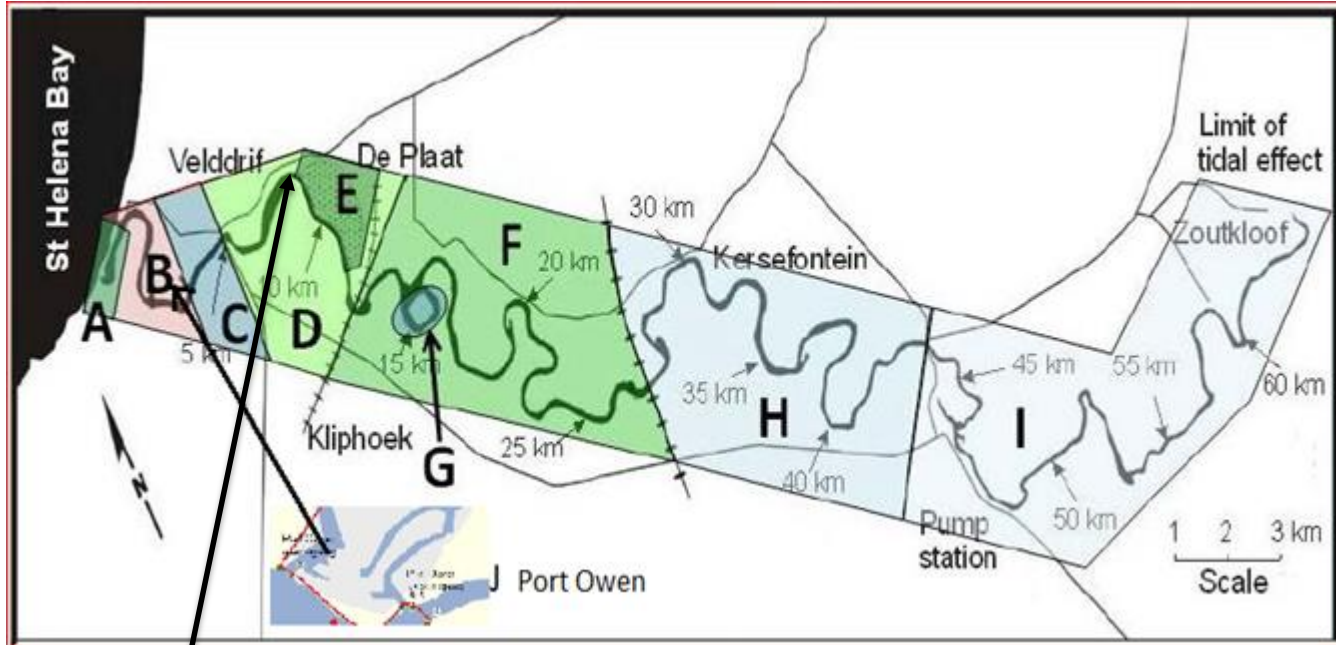 St Helena Bay
Velddrif
De Plaat
Limit of
tidal effect
Zoutkloof
Kersefontein
30 km
20 km
10 km
15 km
5 km
25 km
35 km
40 km
45 km
55 km
50 km
60 km
A
B
C
D
E
F
G
H
I
Kliphoek
Pump
station
N
J Port Owen
1 2 3 km
Scale